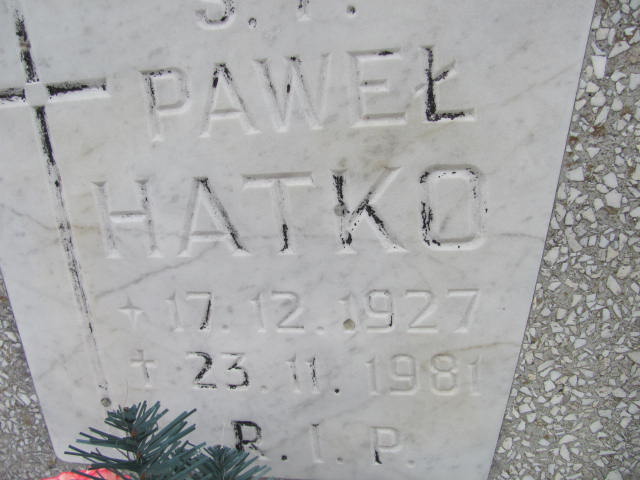 Ś.P.
PAWEŁ
HATKO
+ 17.12.1927
† 23.11.1981
R.I.P.